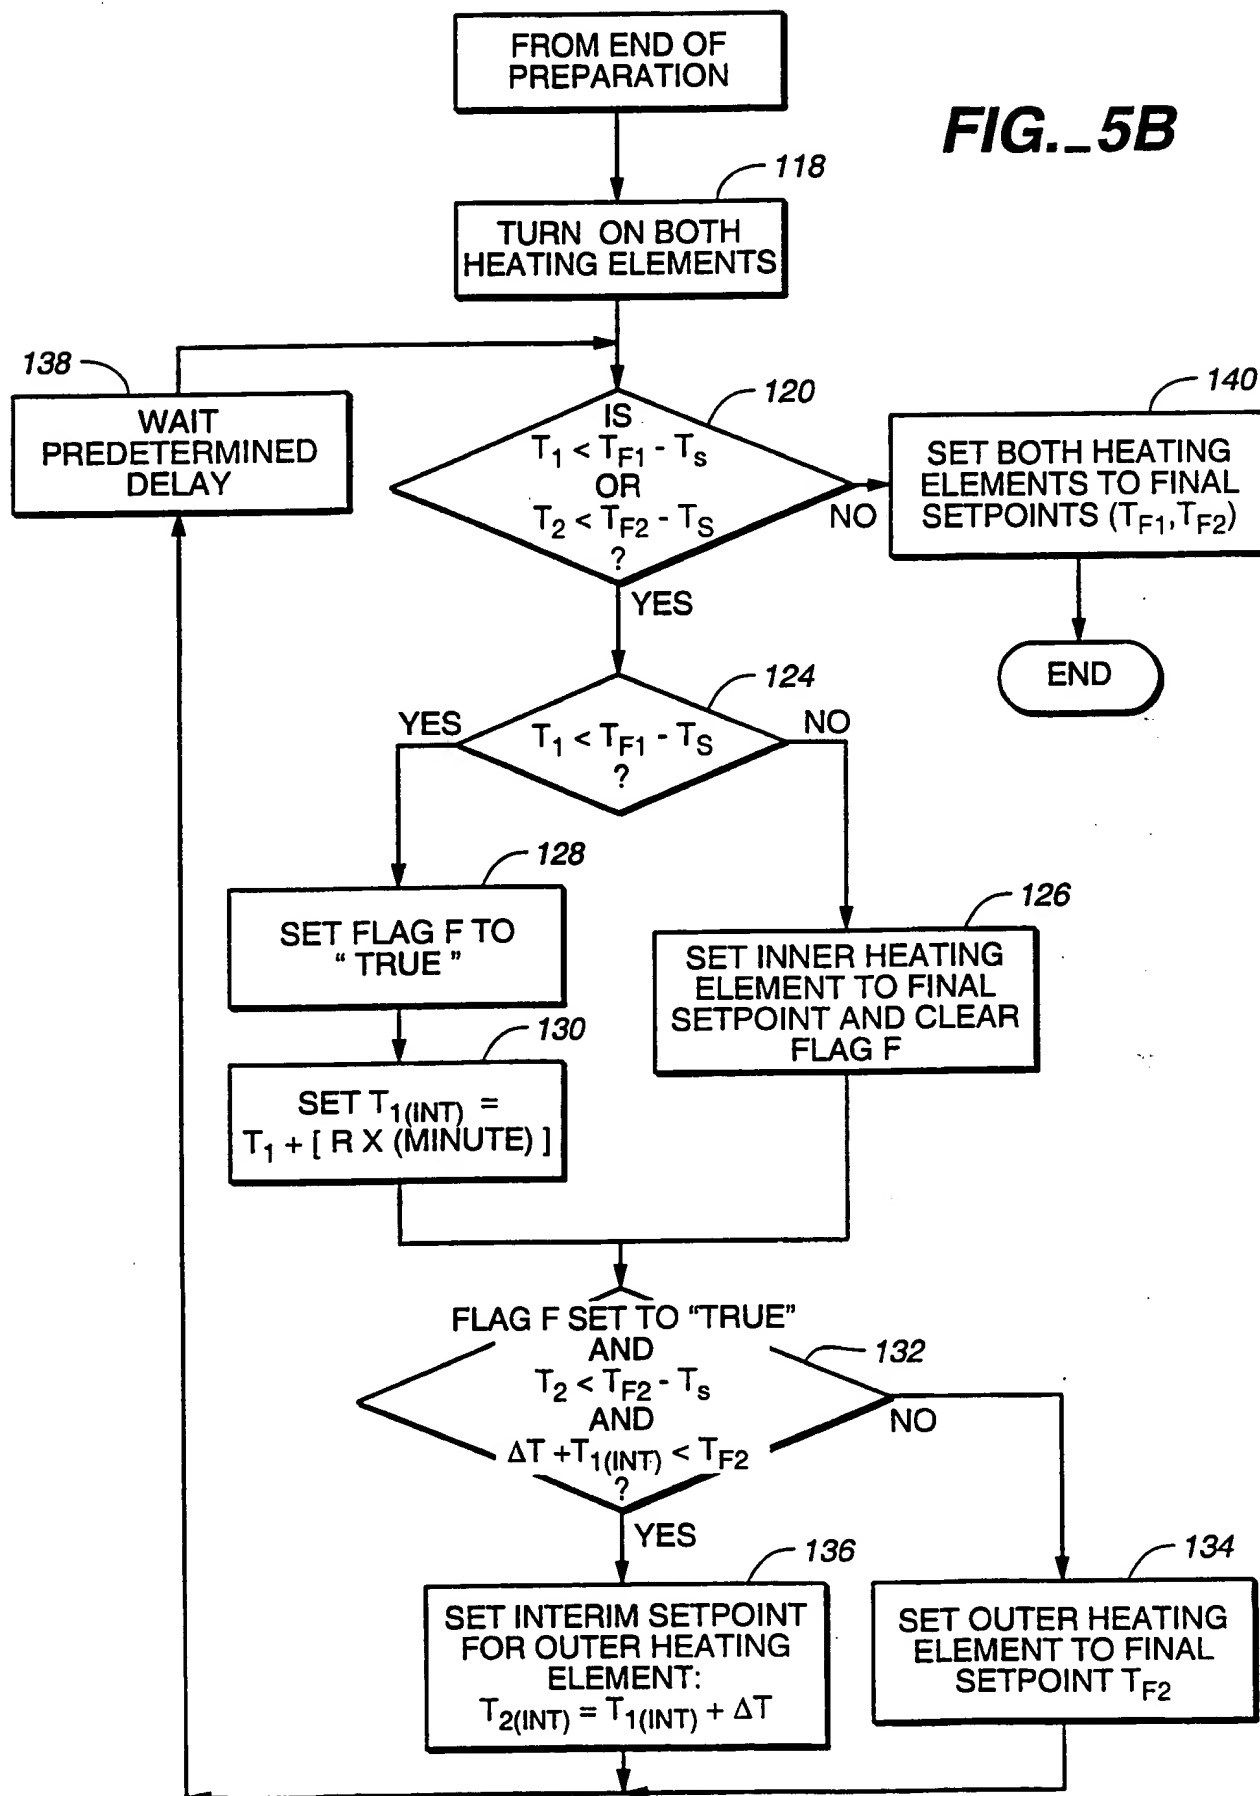 FROM END OF
PREPARATION
FIG._5B
118
TURN ON BOTH
HEATING ELEMENTS
138
WAIT
PREDETERMINED
DELAY
120
IS
T1 < TF1 - Ts
OR
T2 < TF2 - TS
?
NO
YES
140
SET BOTH HEATING
ELEMENTS TO FINAL
SETPOINTS (TF1,TF2)
END
124
YES
NO
T1 < TF1 - TS
?
128
SET FLAG F TO
" TRUE "
126
SET INNER HEATING
ELEMENT TO FINAL
SETPOINT AND CLEAR
FLAG F
130
SET T1(INT) =
T1 + [ R X (MINUTE) ]
132
FLAG F SET TO "TRUE"
AND
T2 < TF2 - Ts
AND
ΔT +T1(INT) < TF2
?
NO
YES
136
SET INTERIM SETPOINT
FOR OUTER HEATING
ELEMENT:
T2(INT) = T1(INT) + ΔT
134
SET OUTER HEATING
ELEMENT TO FINAL
SETPOINT TF2